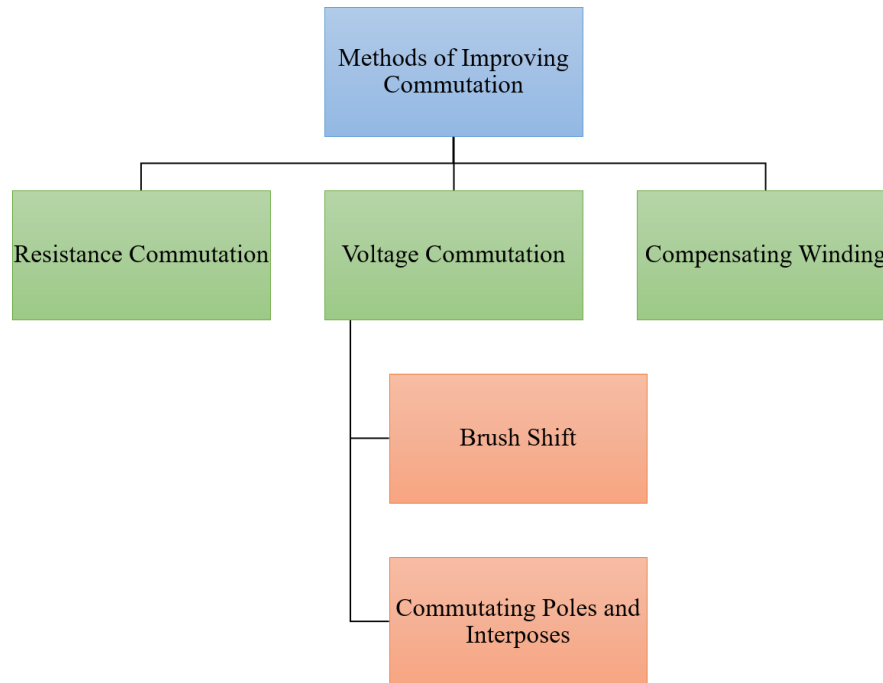 Methods of Improving
Commutation
Resistance Commutation
Voltage Commutation
Compensating Winding
Brush Shift
Commutating Poles and
Interposes